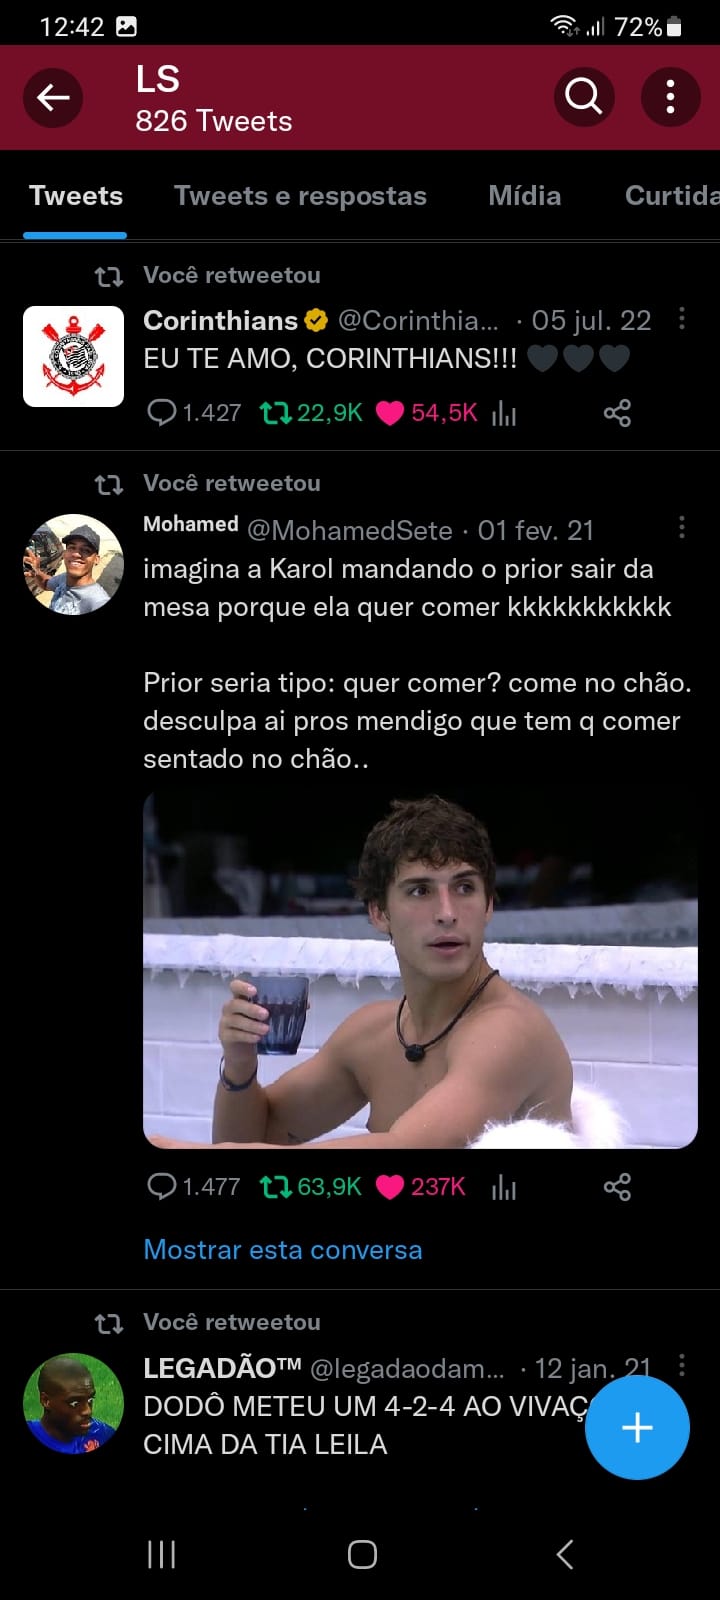 12:42 72%
LS
826 Tweets
Tweets Tweets e respostas Mídia Curtida
Você retweetou
Corinthians @Corinthia... · 05 jul. 22
EU TE AMO, CORINTHIANS!!! 🖤🖤🖤
1.427 22,9K 54,5K
Você retweetou
Mohamed @MohamedSete · 01 fev. 21
imagina a Karol mandando o prior sair da
mesa porque ela quer comer kkkkkkkkkkk
Prior seria tipo: quer comer? come no chão.
desculpa ai pros mendigo que tem q comer
sentado no chão..
1.477 63,9K 237K
Mostrar esta conversa
Você retweetou
LEGADÃO™ @legadaodam... · 12 jan. 21
DODÔ METEU UM 4-2-4 AO VIVAÇ
CIMA DA TIA LEILA